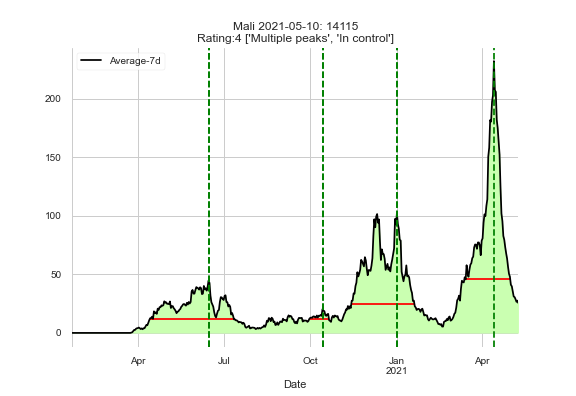 Mali 2021-05-10: 14115
Rating:4 ['Multiple peaks', 'In control']
Average-7d
200
150
100
50
0
Apr Jul Oct Jan Apr
2021
Date